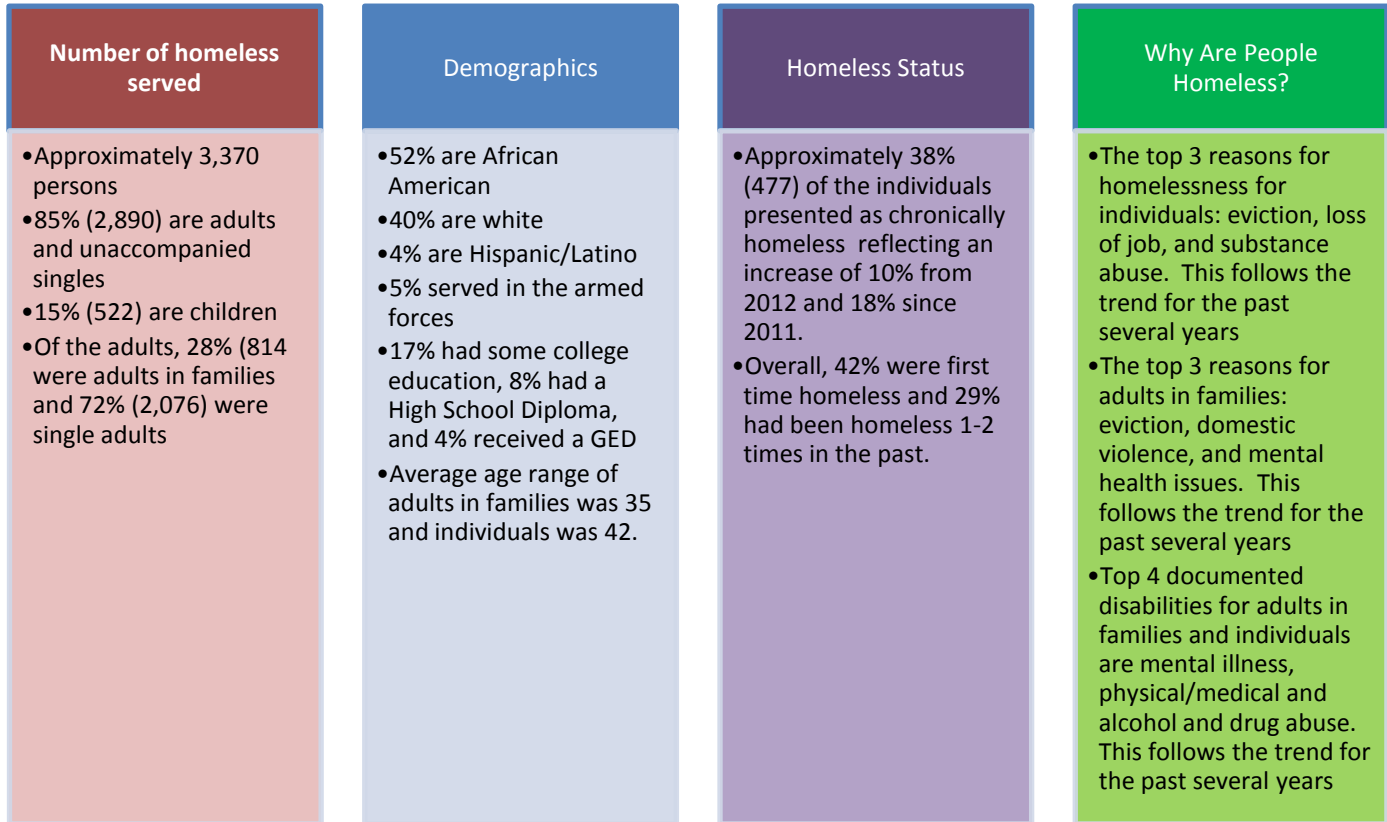 Number of homeless
served
•Approximately 3,370
persons
•85% (2,890) are adults
and unaccompanied
singles
•15% (522) are children
•Of the adults, 28% (814
were adults in families
and 72% (2,076) were
single adults
Demographics
•52% are African
American
•40% are white
•4% are Hispanic/Latino
•5% served in the armed
forces
•17% had some college
education, 8% had a
High School Diploma,
and 4% received a GED
•Average age range of
adults in families was 35
and individuals was 42.
Homeless Status
•Approximately 38%
(477) of the individuals
presented as chronically
homeless reflecting an
increase of 10% from
2012 and 18% since
2011.
•Overall, 42% were first
time homeless and 29%
had been homeless 1-2
times in the past.
Why Are People
Homeless?
•The top 3 reasons for
homelessness for
individuals: eviction, loss
of job, and substance
abuse. This follows the
trend for the past
several years
•The top 3 reasons for
adults in families:
eviction, domestic
violence, and mental
health issues. This
follows the trend for the
past several years
•Top 4 documented
disabilities for adults in
families and individuals
are mental illness,
physical/medical and
alcohol and drug abuse.
This follows the trend for
the past several years